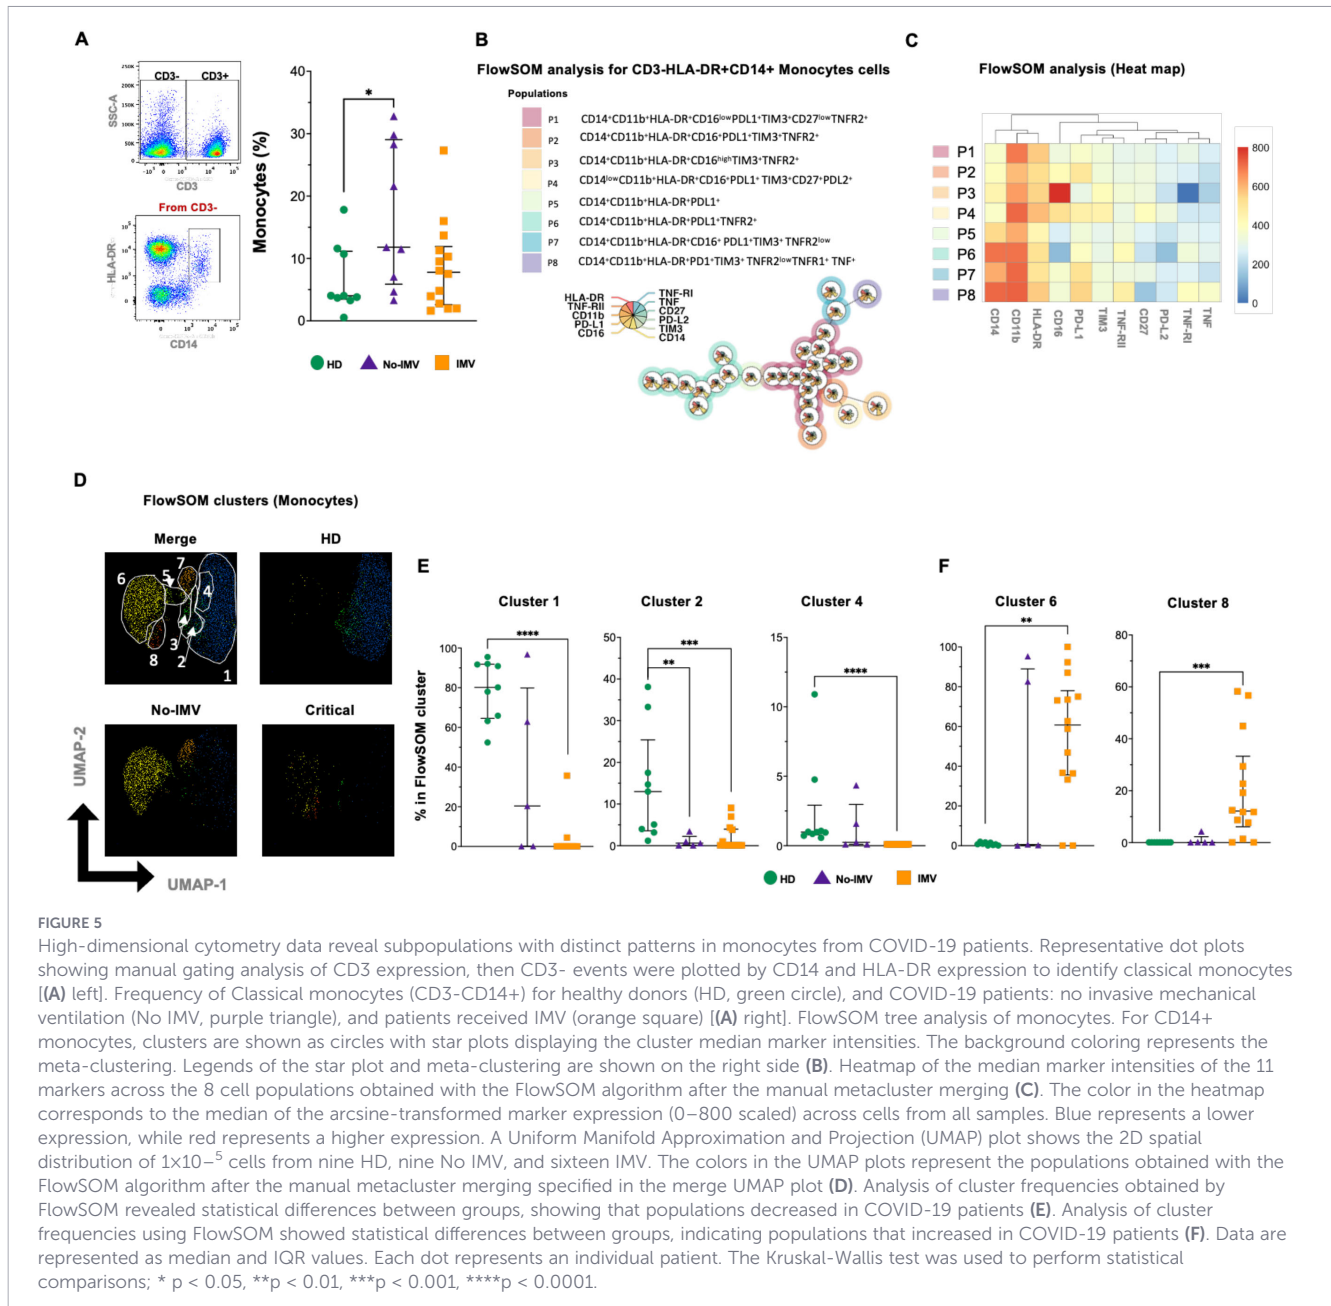 A
CD3-
CD3+
250K
200K
150K
100K
50K
0
SSC-A
CD3
From CD3-
HLA-DR
CD14
Monocytes (%)
40
30
20
10
0
*
HD
No-IMV
IMV
B
FlowSOM analysis for CD3-HLA-DR+CD14+ Monocytes cells
Populations
P1 CD14⁺CD11b⁺HLA-DR⁺CD16ˡᵒʷPDL1⁺TIM3⁺CD27ˡᵒʷTNFR2⁺
P2 CD14⁺CD11b⁺HLA-DR⁺CD16⁺PDL1⁺TIM3⁺TNFR2⁺
P3 CD14⁺CD11b⁺HLA-DR⁺CD16ʰⁱᵍʰTIM3⁺TNFR2⁺
P4 CD14ˡᵒʷCD11b⁺HLA-DR⁺CD16⁺PDL1⁺ TIM3⁺CD27⁺PDL2⁺
P5 CD14⁺CD11b⁺HLA-DR⁺PDL1⁺
P6 CD14⁺CD11b⁺HLA-DR⁺PDL1⁺TNFR2⁺
P7 CD14⁺CD11b⁺HLA-DR⁺CD16⁺ PDL1⁺TIM3⁺ TNFR2ˡᵒʷ
P8 CD14⁺CD11b⁺HLA-DR⁺PD1⁺TIM3⁺ TNFR2ˡᵒʷTNFR1⁺ TNF⁺
HLA-DR
TNF-RII
CD11b
PD-L1
CD16
TNF-RI
TNF
CD27
PD-L2
TIM3
CD14
C
FlowSOM analysis (Heat map)
P1
P2
P3
P4
P5
P6
P7
P8
CD14
CD11b
HLA-DR
CD16
PD-L1
TIM3
TNF-RII
CD27
PD-L2
TNF-RI
TNF
800
600
400
200
0
D
FlowSOM clusters (Monocytes)
Merge
HD
6
5
7
4
3
8
2
1
No-IMV
Critical
UMAP-2
UMAP-1
E
% in FlowSOM cluster
Cluster 1
****
100
80
60
40
20
0
Cluster 2
***
**
50
40
30
20
10
0
Cluster 4
****
15
10
5
0
HD
No-IMV
IMV
F
Cluster 6
**
100
80
60
40
20
0
Cluster 8
***
80
60
40
20
0
FIGURE 5
High-dimensional cytometry data reveal subpopulations with distinct patterns in monocytes from COVID-19 patients. Representative dot plots
showing manual gating analysis of CD3 expression, then CD3- events were plotted by CD14 and HLA-DR expression to identify classical monocytes
[(A) left]. Frequency of Classical monocytes (CD3-CD14+) for healthy donors (HD, green circle), and COVID-19 patients: no invasive mechanical
ventilation (No IMV, purple triangle), and patients received IMV (orange square) [(A) right]. FlowSOM tree analysis of monocytes. For CD14+
monocytes, clusters are shown as circles with star plots displaying the cluster median marker intensities. The background coloring represents the
meta-clustering. Legends of the star plot and meta-clustering are shown on the right side (B). Heatmap of the median marker intensities of the 11
markers across the 8 cell populations obtained with the FlowSOM algorithm after the manual metacluster merging (C). The color in the heatmap
corresponds to the median of the arcsine-transformed marker expression (0–800 scaled) across cells from all samples. Blue represents a lower
expression, while red represents a higher expression. A Uniform Manifold Approximation and Projection (UMAP) plot shows the 2D spatial
distribution of 1×10−⁵ cells from nine HD, nine No IMV, and sixteen IMV. The colors in the UMAP plots represent the populations obtained with the
FlowSOM algorithm after the manual metacluster merging specified in the merge UMAP plot (D). Analysis of cluster frequencies obtained by
FlowSOM revealed statistical differences between groups, showing that populations decreased in COVID-19 patients (E). Analysis of cluster
frequencies using FlowSOM showed statistical differences between groups, indicating populations that increased in COVID-19 patients (F). Data are
represented as median and IQR values. Each dot represents an individual patient. The Kruskal-Wallis test was used to perform statistical
comparisons; * p < 0.05, **p < 0.01, ***p < 0.001, ****p < 0.0001.